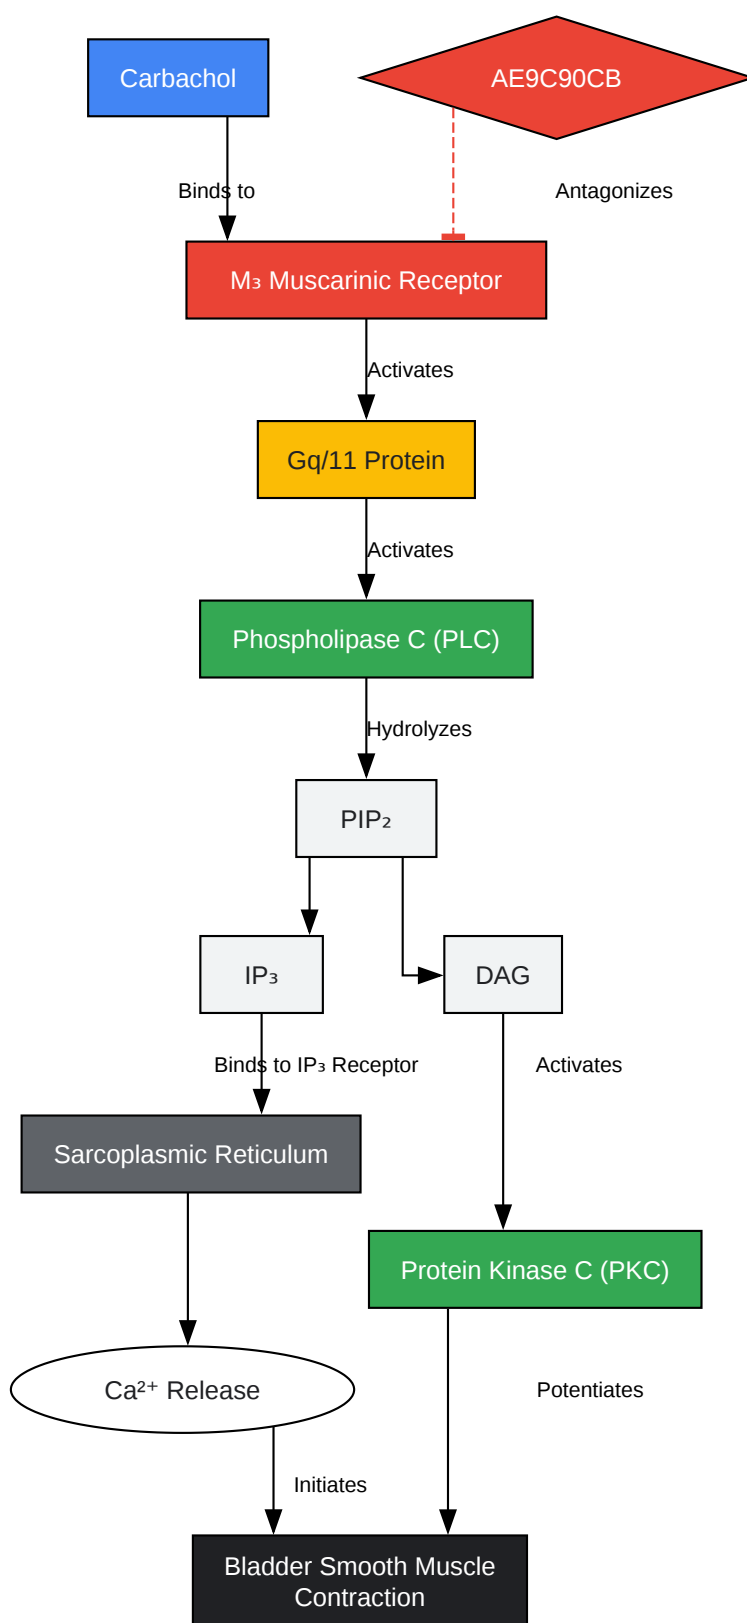 Carbachol
AE9C90CB
Binds to
Antagonizes
M₃ Muscarinic Receptor
Activates
Gq/11 Protein
Activates
Phospholipase C (PLC)
Hydrolyzes
PIP₂
IP₃
DAG
Binds to IP₃ Receptor
Activates
Sarcoplasmic Reticulum
Protein Kinase C (PKC)
Ca²⁺ Release
Potentiates
Initiates
Bladder Smooth Muscle
Contraction